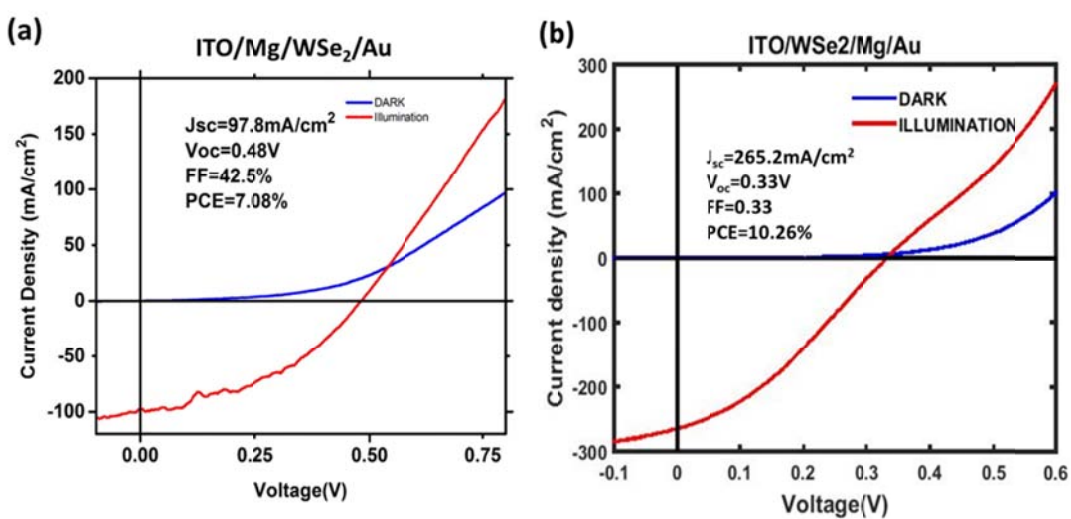 (a)
ITO/Mg/WSe₂/Au
200
150
100
50
0
-50
-100
Current Density (mA/cm²)
DARK
Illumination
Jsc=97.8mA/cm²
Voc=0.48V
FF=42.5%
PCE=7.08%
0.00 0.25 0.50 0.75
Voltage(V)
(b)
ITO/WSe2/Mg/Au
300
200
100
0
-100
-200
-300
Current density (mA/cm²)
DARK
ILLUMINATION
Jsc=265.2mA/cm²
Voc=0.33V
FF=0.33
PCE=10.26%
-0.1 0 0.1 0.2 0.3 0.4 0.5 0.6
Voltage(V)